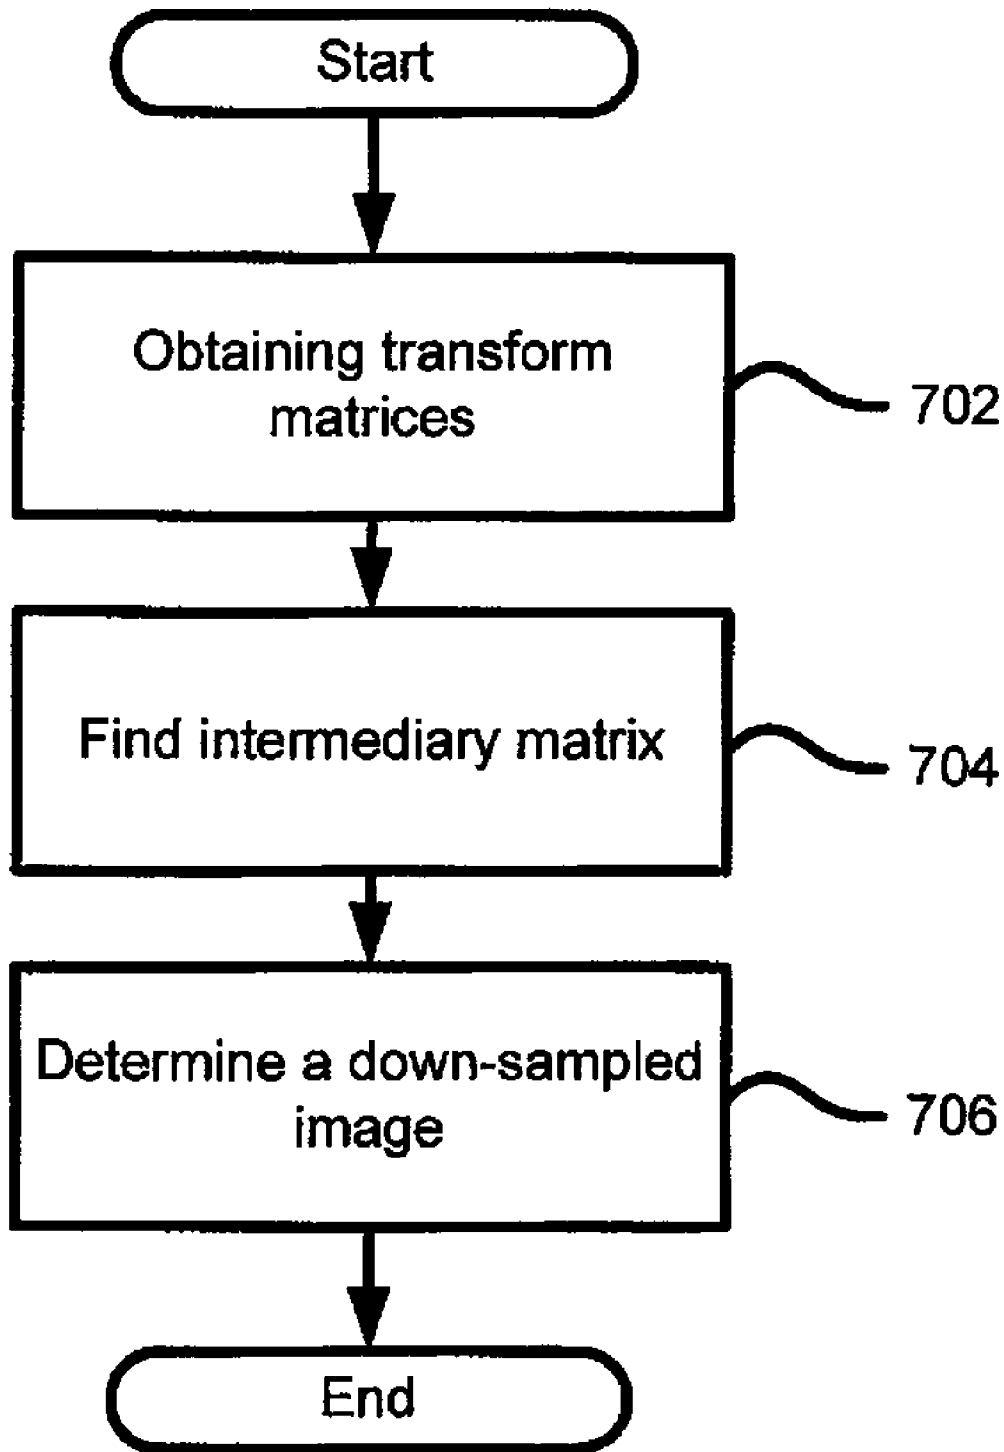 Start
Obtaining transform
matrices
702
Find intermediary matrix
704
Determine a down-sampled
image
706
End